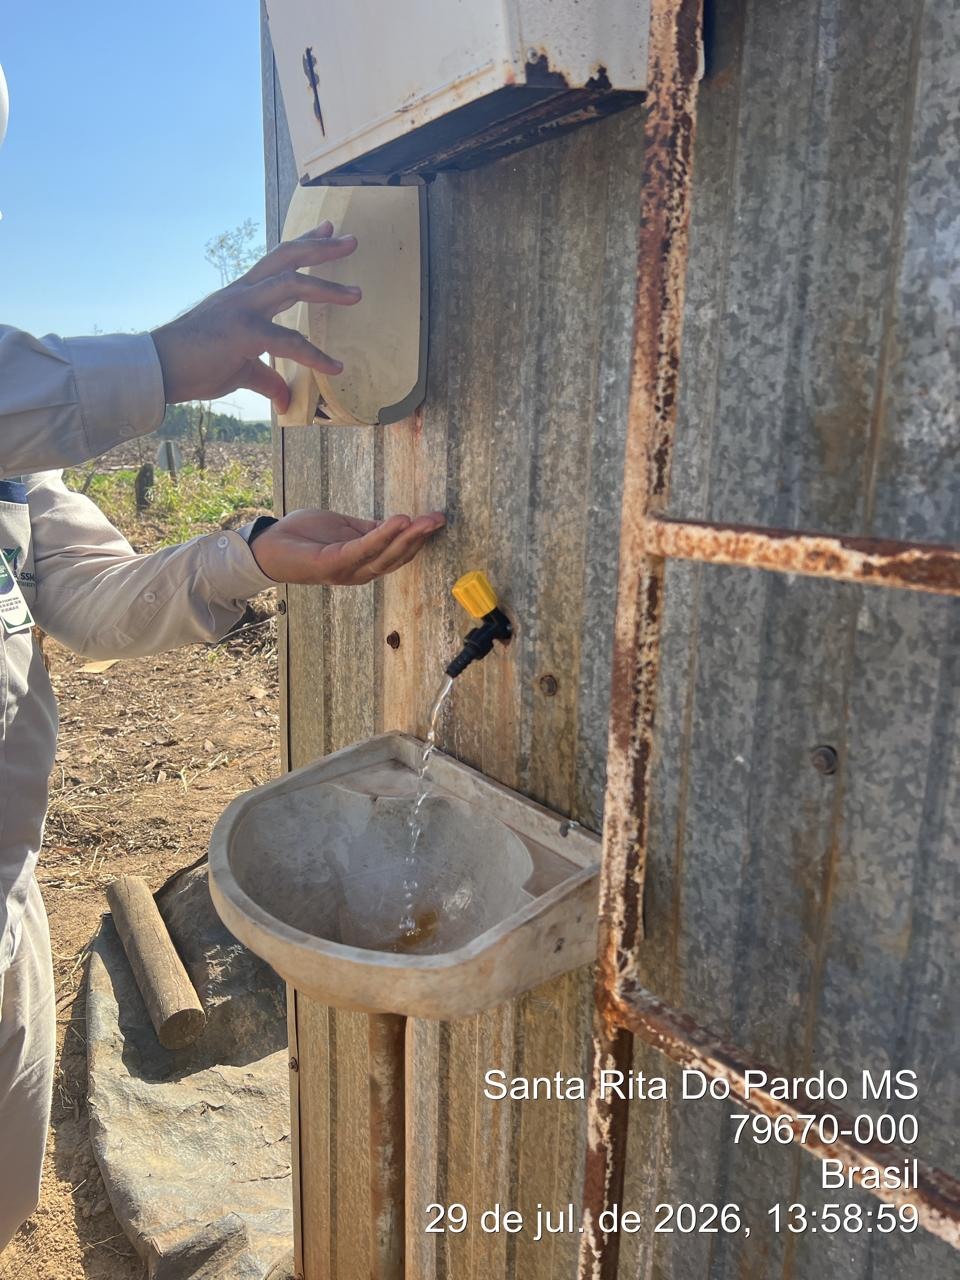 Santa Rita Do Pardo MS
79670-000
Brasil
29 de jul. de 2026, 13:58:59